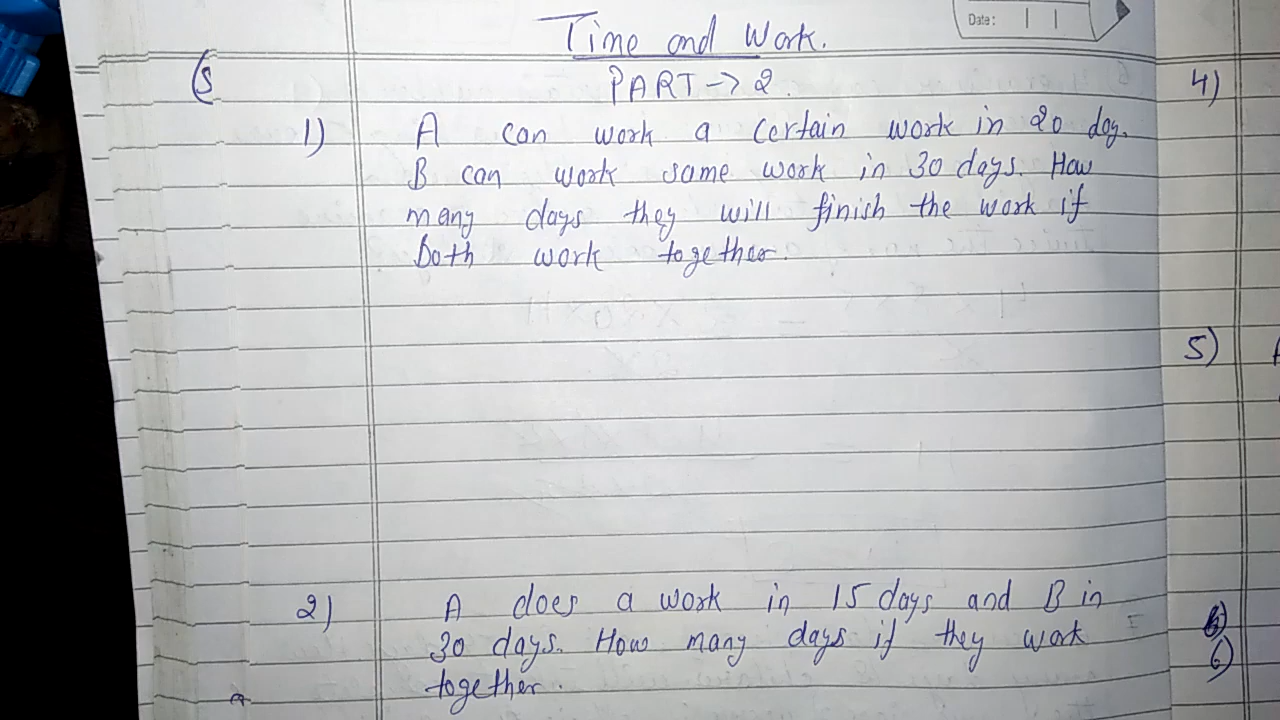 Date: | |
Time and Work.
PART → 2.
(S
1) A can work a certain work in 20 day.
B can work same work in 30 days. How
many days they will finish the work if
both work together.
2) A does a work in 15 days and B in
30 days. How many days if they work
together.
4)
5)
6)